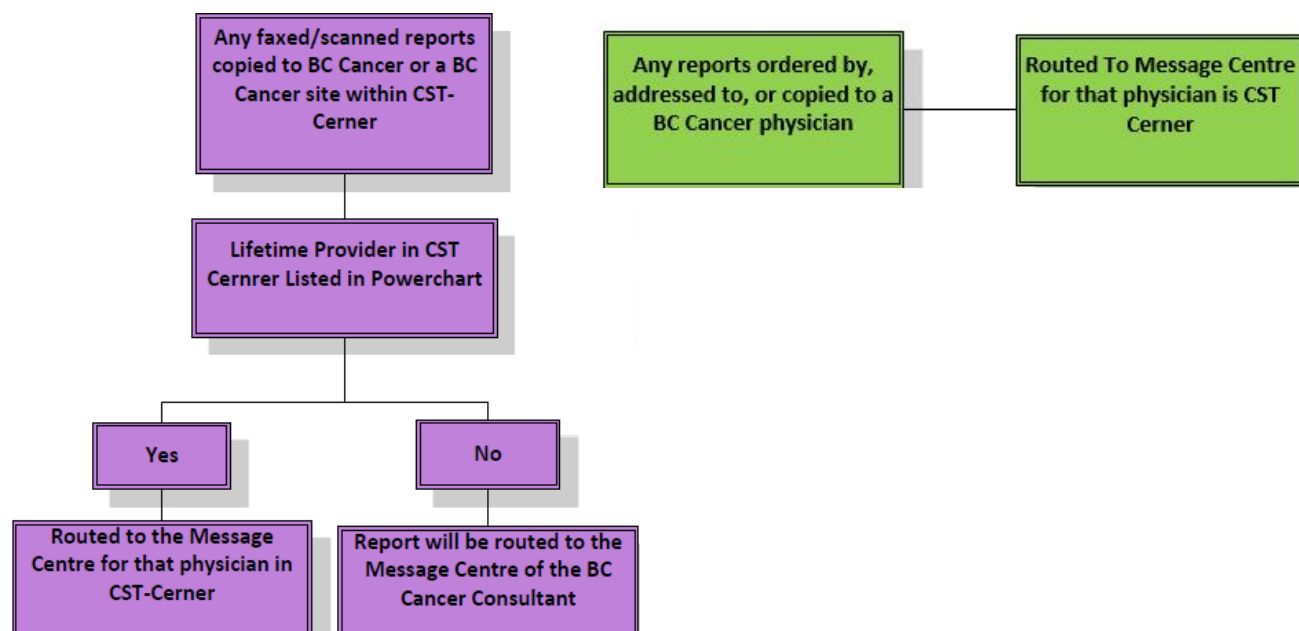 Any faxed/scanned reports
copied to BC Cancer or a BC
Cancer site within CST-
Cerner
Any reports ordered by,
addressed to, or copied to a
BC Cancer physician
Routed To Message Centre
for that physician is CST
Cerner
Lifetime Provider in CST
Cernrer Listed in Powerchart
Yes
No
Routed to the Message
Centre for that physician in
CST-Cerner
Report will be routed to the
Message Centre of the BC
Cancer Consultant